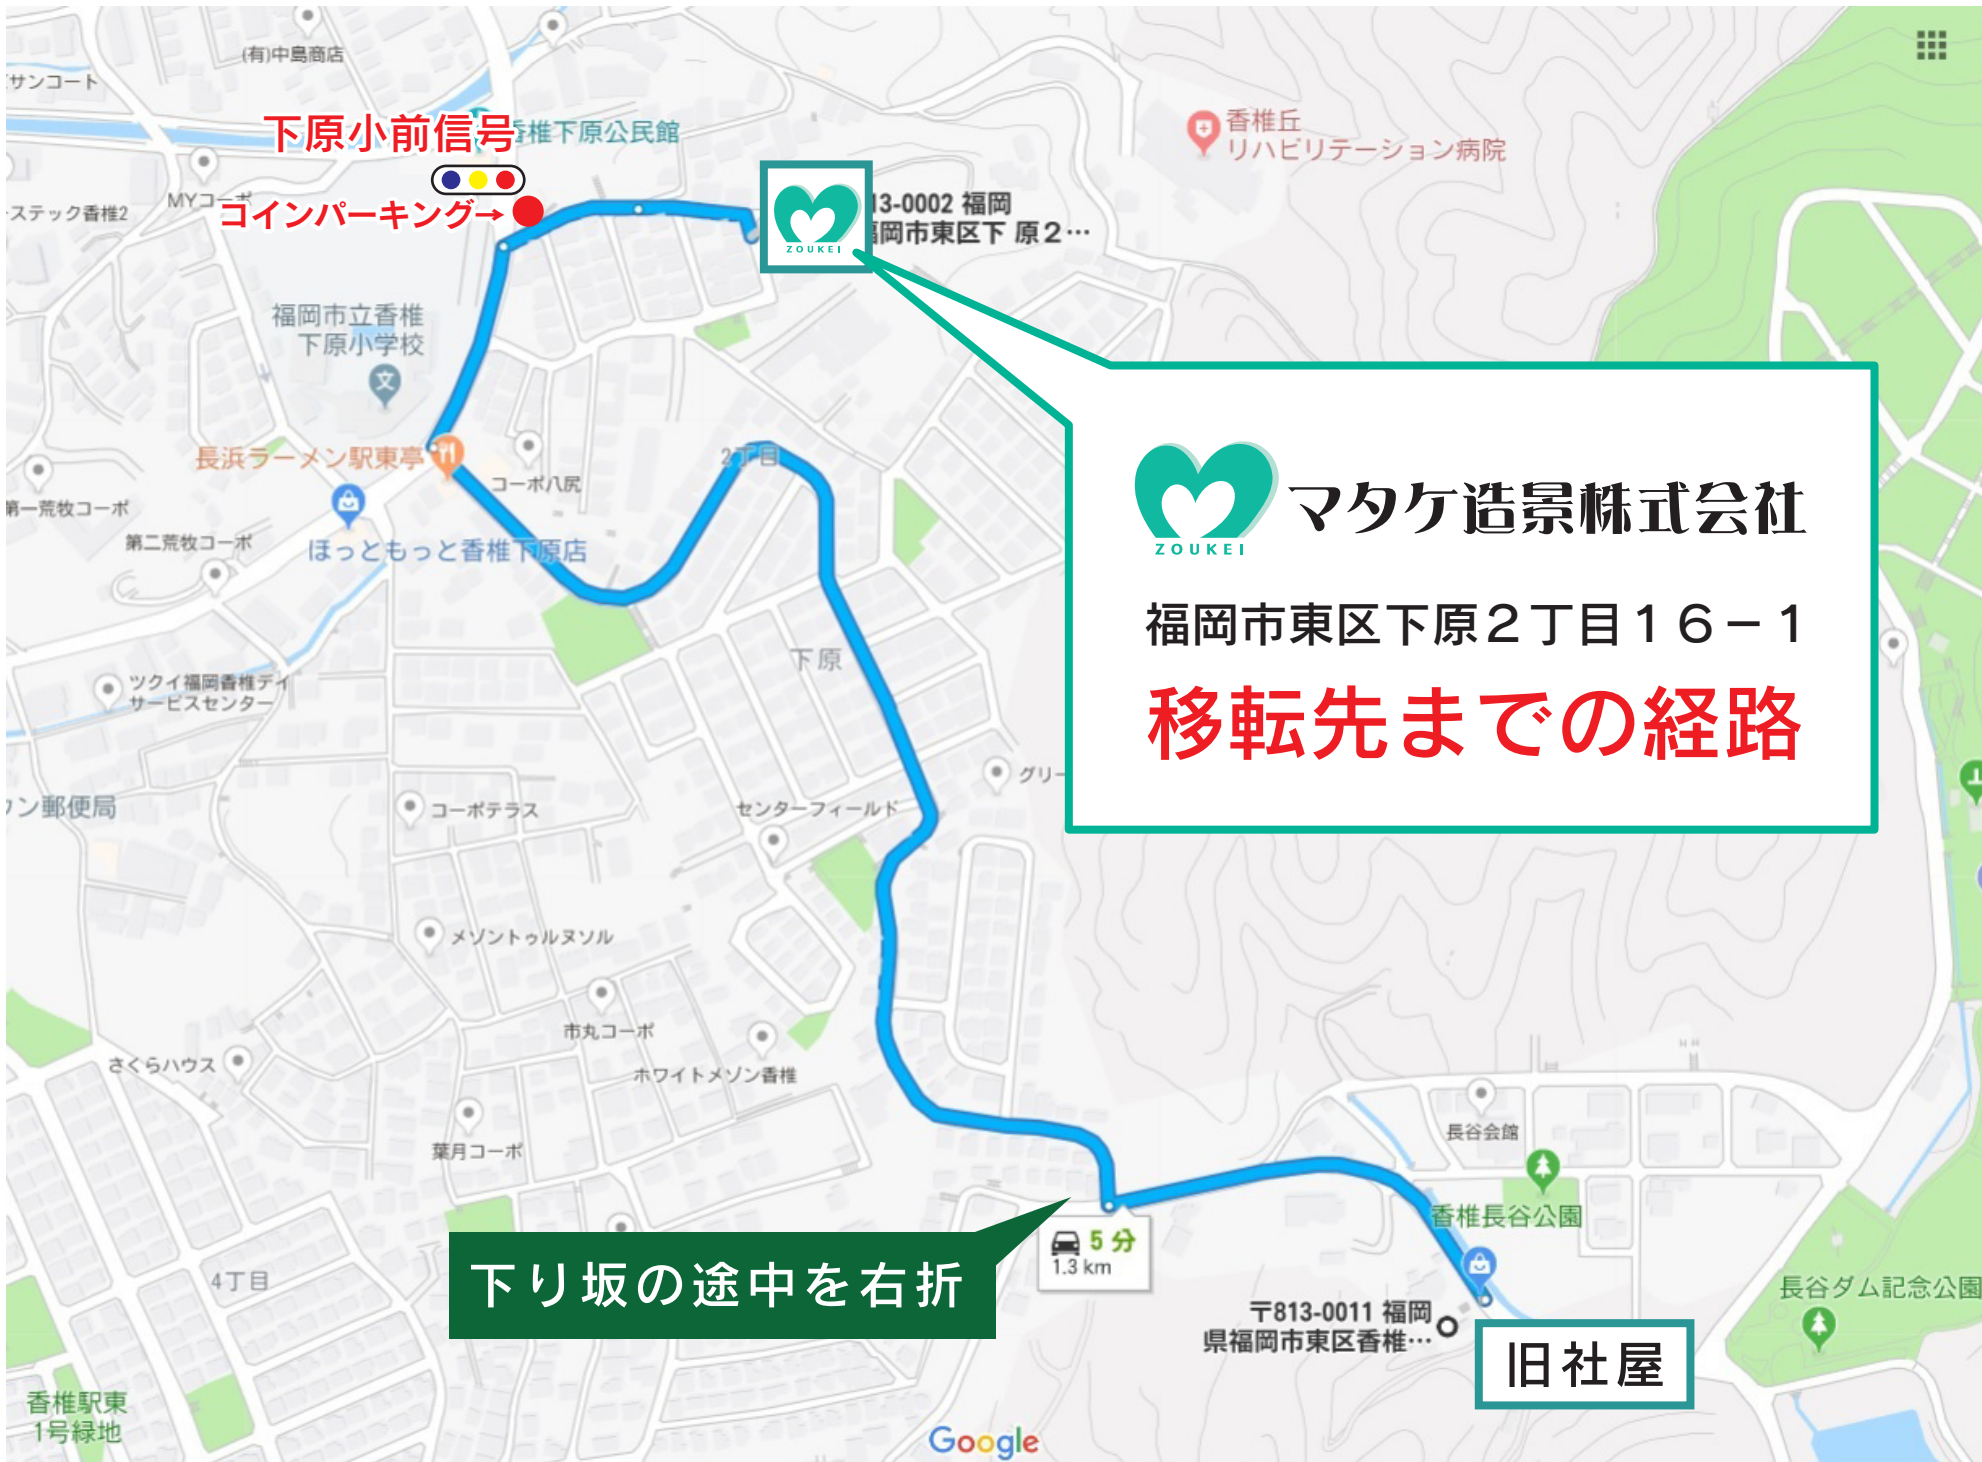 (有)中島商店
サンコート
下原小前信号
香椎下原公民館
香椎丘
リハビリテーション病院
MYコーポ
ステック香椎2
コインパーキング→
ZOUKEI
13-0002 福岡
福岡市東区下 原2…
福岡市立香椎
下原小学校
長浜ラーメン駅東亭
2丁目
コーポ八尻
第一荒牧コーポ
第二荒牧コーポ
ほっともっと香椎下原店
マタケ造景株式会社
ZOUKEI
福岡市東区下原２丁目１６－１
移転先までの経路
下原
ツクイ福岡香椎デイ
サービスセンター
グリー
ウン郵便局
コーポテラス
センターフィールド
メゾントゥルヌソル
市丸コーポ
さくらハウス
ホワイトメゾン香椎
葉月コーポ
長谷会館
香椎長谷公園
下り坂の途中を右折
5 分
1.3 km
4丁目
長谷ダム記念公園
〒813-0011 福岡
県福岡市東区香椎…
旧社屋
香椎駅東
1号緑地
Google